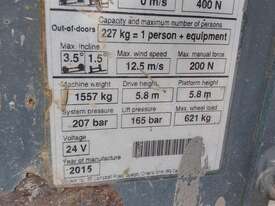 0 m/s 400 N
Out-of-doors
Capacity and maximum number of persons
227 kg = 1 person + equipment
Max. incline Max. wind speed Max. manual force
3.5° 1.5° 12.5 m/s 200 N
Machine weight Drive height Platform height
1557 kg 5.8 m 5.8 m
System pressure Lift pressure Max. wheel load
207 bar 165 bar 621 kg
Voltage
24 V
Year of manufacture
2015